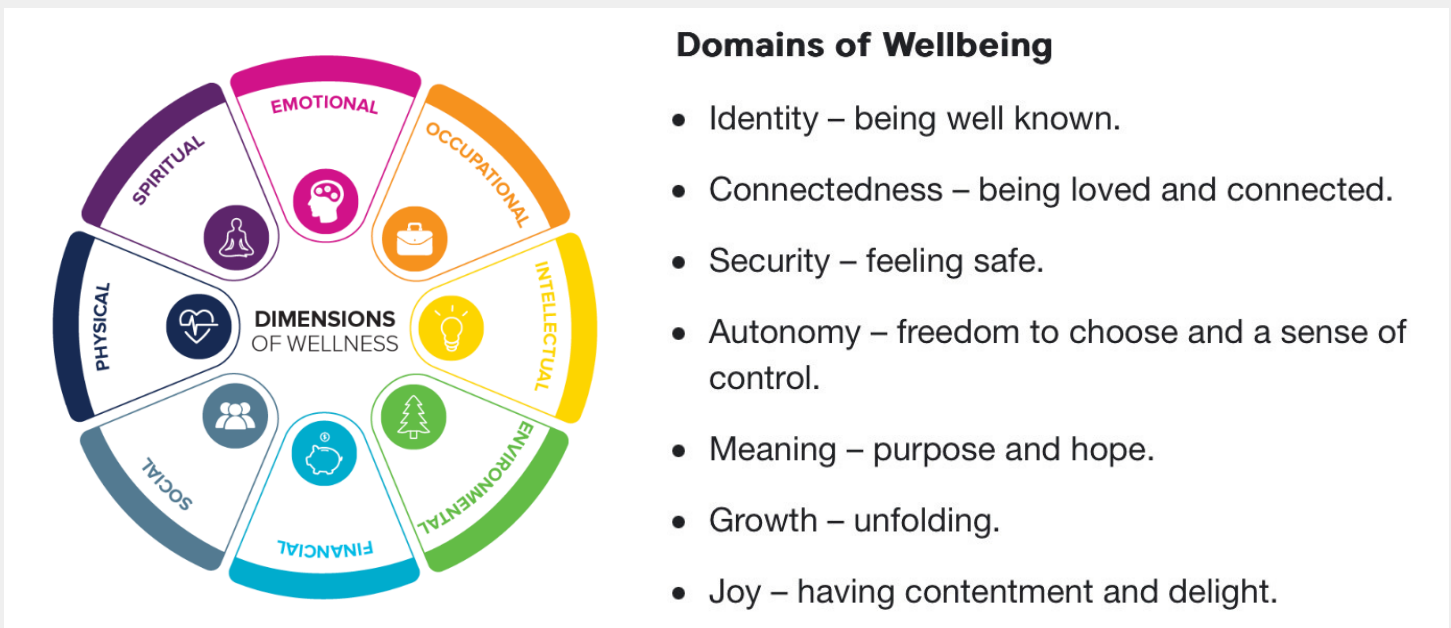 EMOTIONAL
OCCUPATIONAL
INTELLECTUAL
ENVIRONMENTAL
FINANCIAL
SOCIAL
PHYSICAL
SPIRITUAL
DIMENSIONS
OF WELLNESS
$
Domains of Wellbeing
• Identity – being well known.
• Connectedness – being loved and connected.
• Security – feeling safe.
• Autonomy – freedom to choose and a sense of
control.
• Meaning – purpose and hope.
• Growth – unfolding.
• Joy – having contentment and delight.